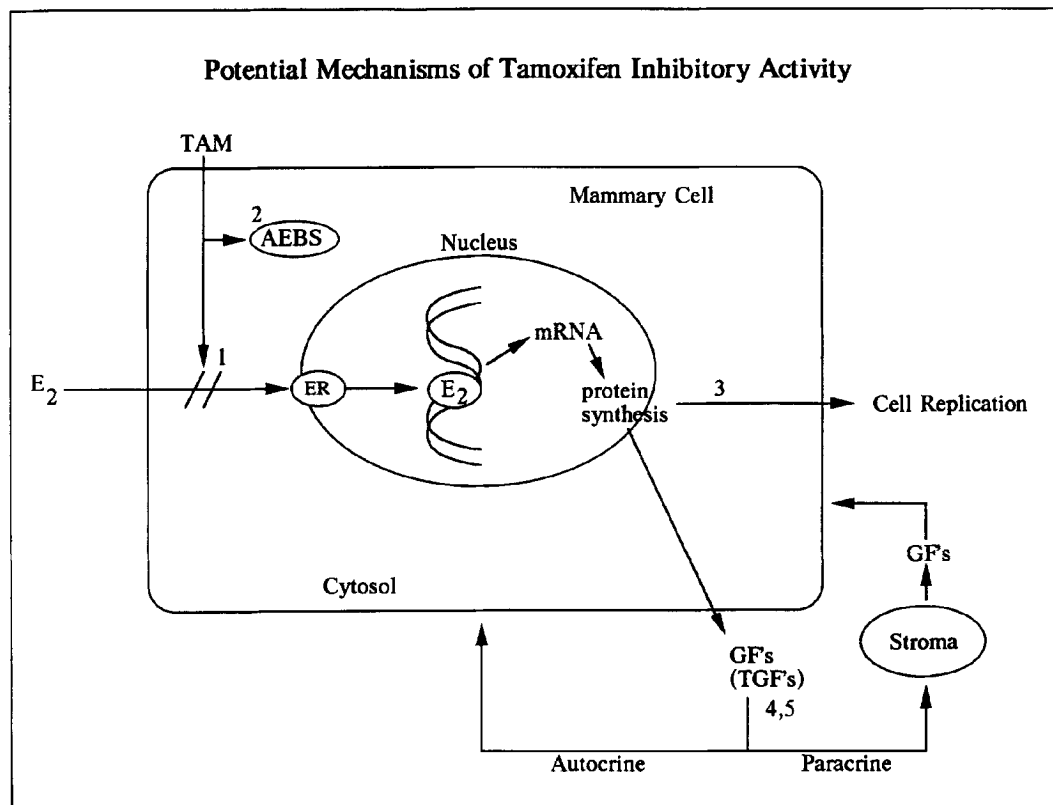 Potential Mechanisms of Tamoxifen Inhibitory Activity
TAM
Mammary Cell
2
AEBS
Nucleus
mRNA
1
E2
ER
E2
protein
synthesis
3
Cell Replication
GF's
Cytosol
Stroma
GF's
(TGF's)
4,5
Autocrine
Paracrine